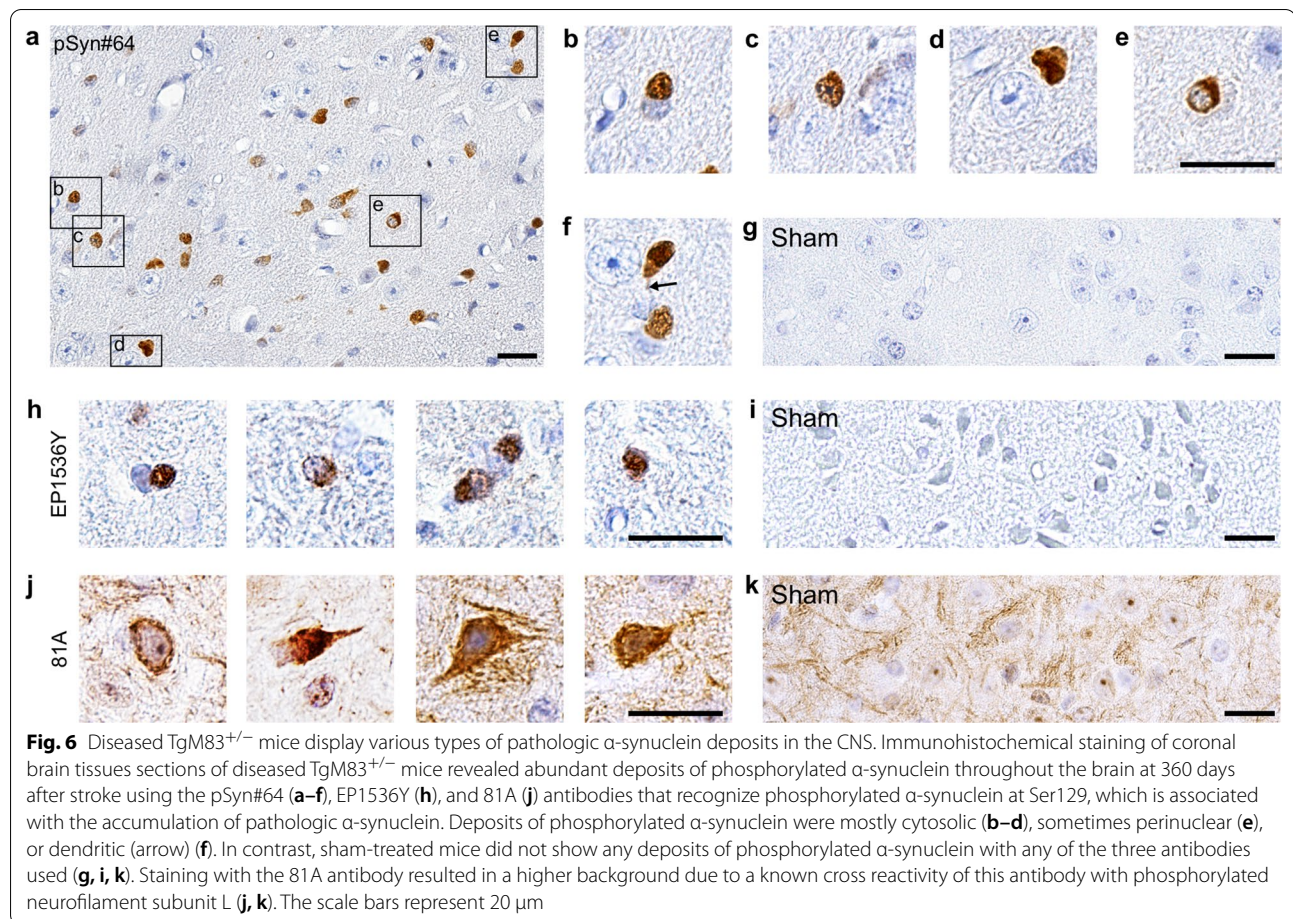 a
pSyn#64
e
b
c
e
d
b
c
d
e
f
g
Sham
h
EP1536Y
i
Sham
j
81A
k
Sham
Fig. 6 Diseased TgM83+/− mice display various types of pathologic α-synuclein deposits in the CNS. Immunohistochemical staining of coronal
brain tissues sections of diseased TgM83+/− mice revealed abundant deposits of phosphorylated α-synuclein throughout the brain at 360 days
after stroke using the pSyn#64 (a–f), EP1536Y (h), and 81A (j) antibodies that recognize phosphorylated α-synuclein at Ser129, which is associated
with the accumulation of pathologic α-synuclein. Deposits of phosphorylated α-synuclein were mostly cytosolic (b–d), sometimes perinuclear (e),
or dendritic (arrow) (f). In contrast, sham-treated mice did not show any deposits of phosphorylated α-synuclein with any of the three antibodies
used (g, i, k). Staining with the 81A antibody resulted in a higher background due to a known cross reactivity of this antibody with phosphorylated
neurofilament subunit L (j, k). The scale bars represent 20 μm